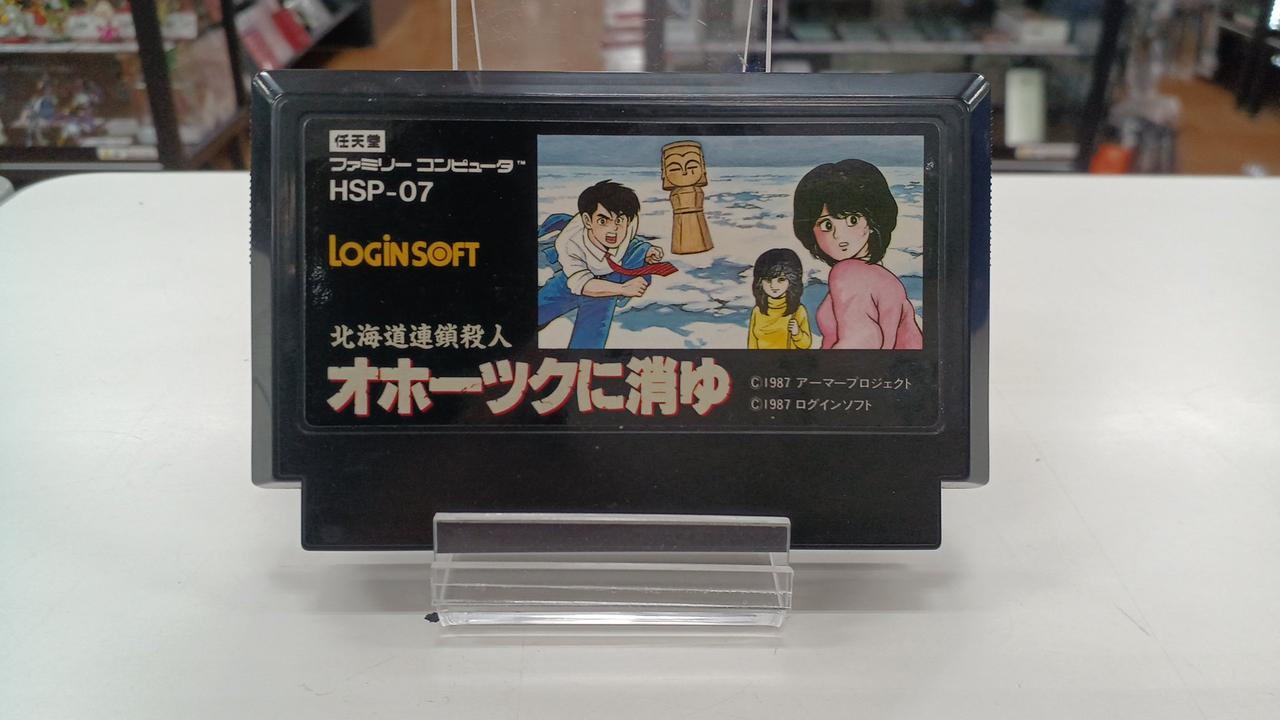 任天堂
ファミリー コンピュータ™
HSP-07
LOGiNSOFT
北海道連鎖殺人
オホーツクに消ゆ
©1987 アーマープロジェクト
©1987 ログインソフト